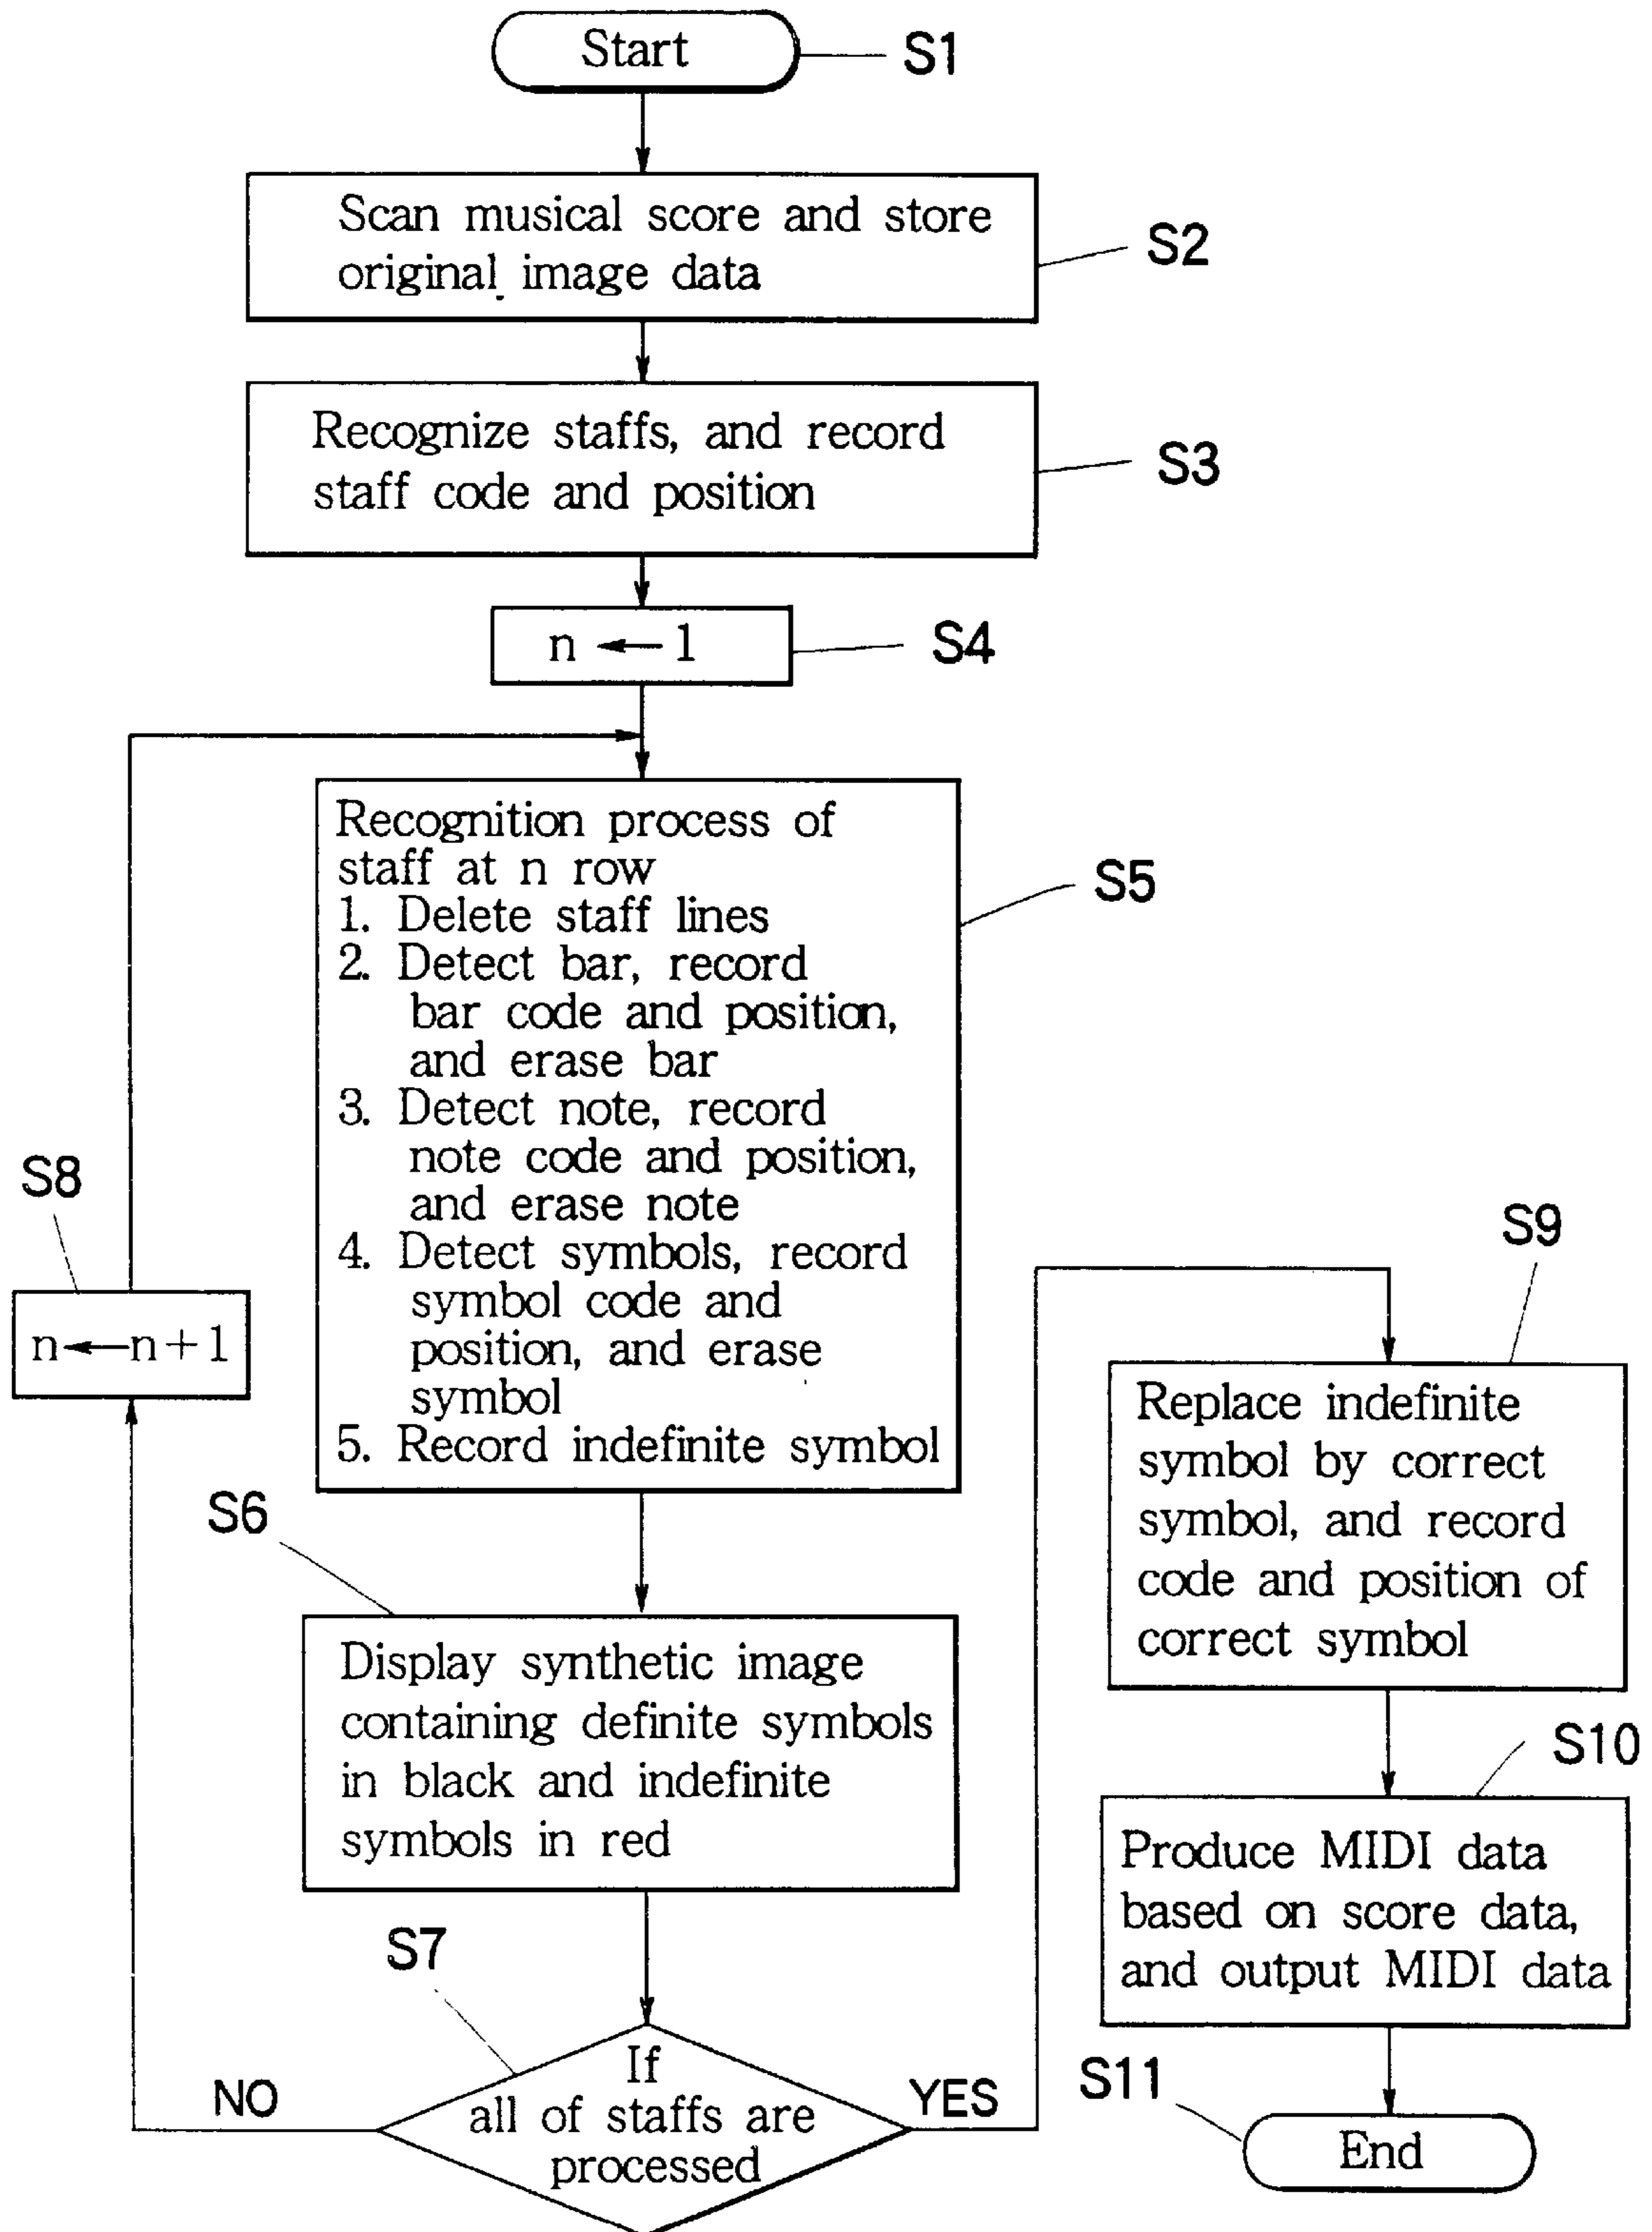 Start
S1
Scan musical score and store
original image data
S2
Recognize staffs, and record
staff code and position
S3
n ← 1
S4
Recognition process of
staff at n row
1. Delete staff lines
2. Detect bar, record
bar code and position,
and erase bar
3. Detect note, record
note code and position,
and erase note
4. Detect symbols, record
symbol code and
position, and erase
symbol
5. Record indefinite symbol
S5
S6
Display synthetic image
containing definite symbols
in black and indefinite
symbols in red
S7
If
all of staffs are
processed
NO
YES
S8
n←n+1
S9
Replace indefinite
symbol by correct
symbol, and record
code and position of
correct symbol
S10
Produce MIDI data
based on score data,
and output MIDI data
S11
End